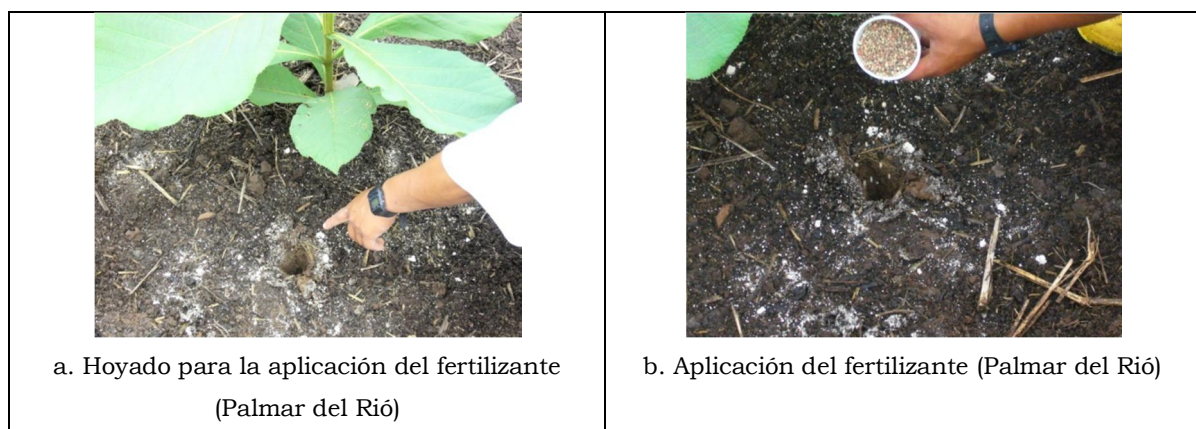 a. Hoyado para la aplicación del fertilizante
(Palmar del Rió)
b. Aplicación del fertilizante (Palmar del Rió)